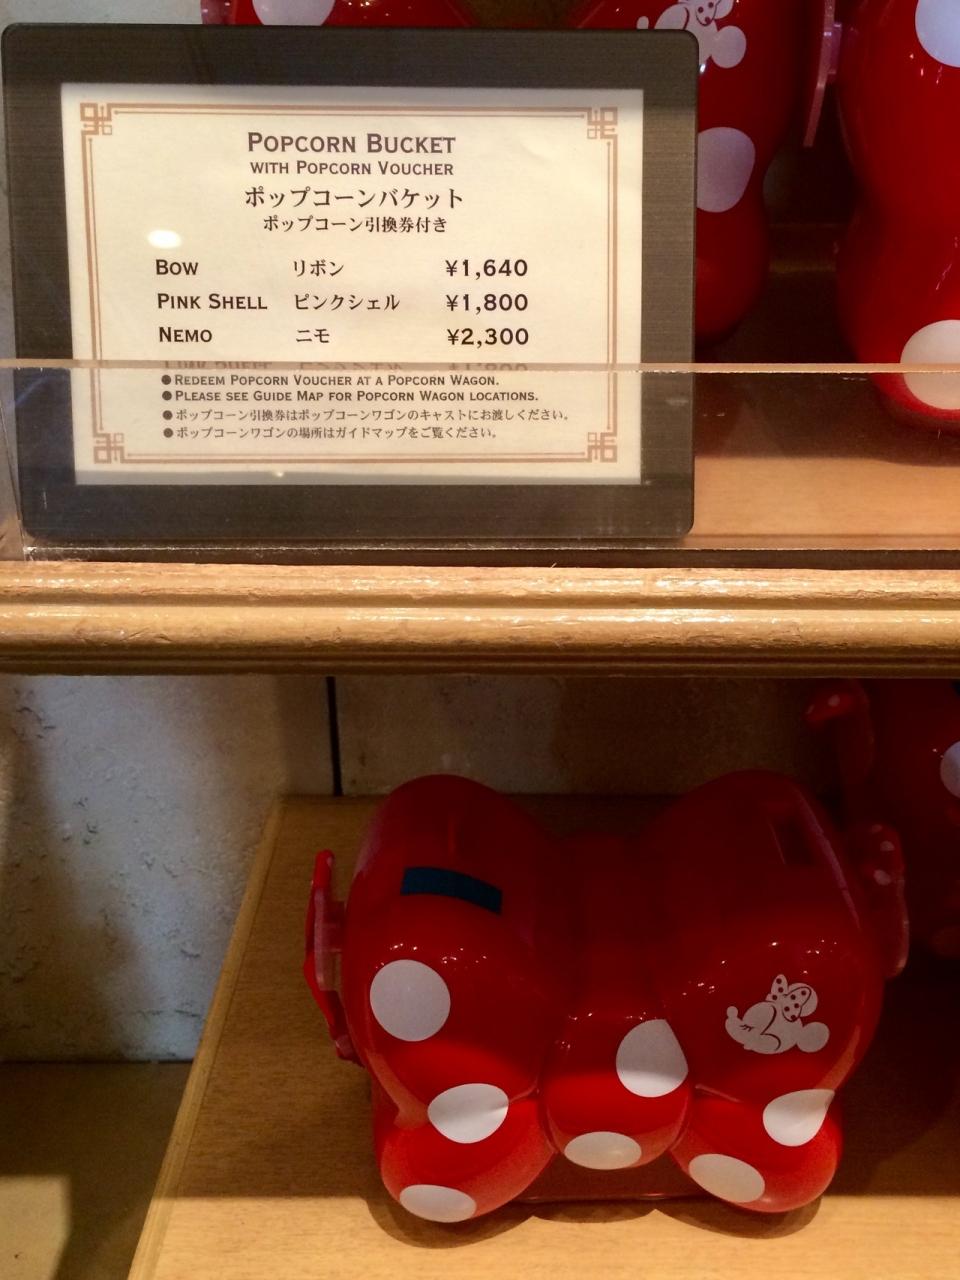 POPCORN BUCKET
WITH POPCORN VOUCHER
ポップコーンバケット
ポップコーン引換券付き
BOW リボン ¥1,640
PINK SHELL ピンクシェル ¥1,800
NEMO ニモ ¥2,300
●REDEEM POPCORN VOUCHER AT A POPCORN WAGON.
●PLEASE SEE GUIDE MAP FOR POPCORN WAGON LOCATIONS.
●ポップコーン引換券はポップコーンワゴンのキャストにお渡しください。
●ポップコーンワゴンの場所はガイドマップをご覧ください。